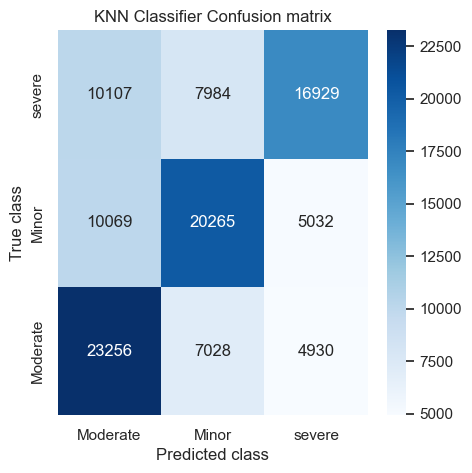 KNN Classifier Confusion matrix
True class
severe
Minor
Moderate
10107 7984 16929
10069 20265 5032
23256 7028 4930
Moderate Minor severe
Predicted class
22500
20000
17500
15000
12500
10000
7500
5000